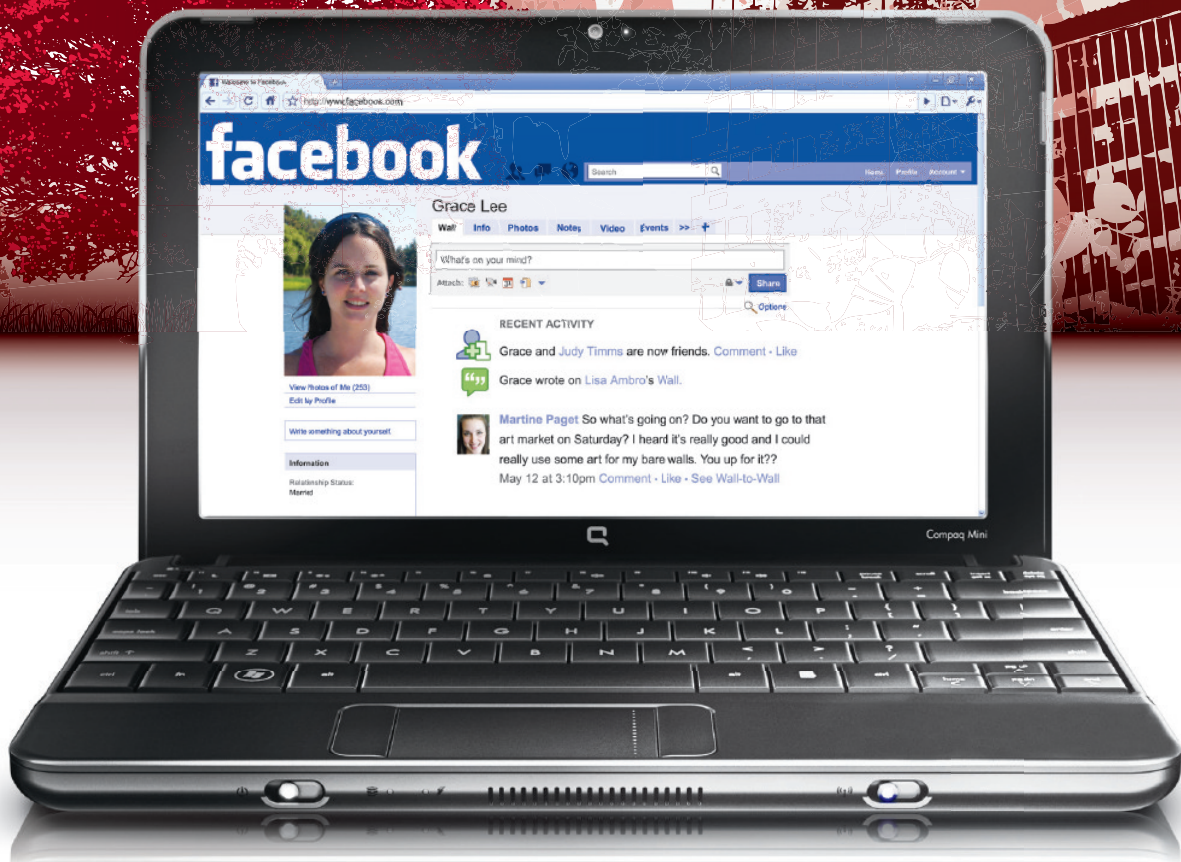 Welcome to Facebook
http://www.facebook.com
facebook
Search
Home Profile Account
Grace Lee
Wall Info Photos Notes Video Events >> +
What's on your mind?
Attach:
Share
Options
View Photos of Me (253)
Edit My Profile
Write something about yourself.
Information
Relationship Status:
Married
RECENT ACTIVITY
Grace and Judy Timms are now friends. Comment · Like
Grace wrote on Lisa Ambro's Wall.
Martine Paget So what's going on? Do you want to go to that
art market on Saturday? I heard it's really good and I could
really use some art for my bare walls. You up for it??
May 12 at 3:10pm Comment · Like · See Wall-to-Wall
Compaq Mini
Q W E R T Y U I O P
A S D F G H J K L
Z X C V B N M